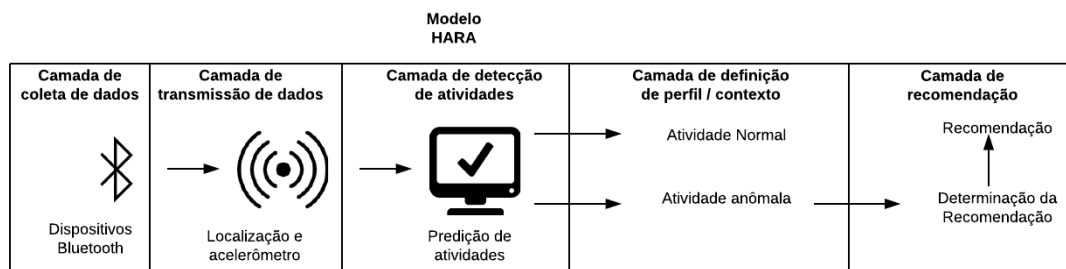 Modelo
HARA
Camada de
coleta de dados
Camada de
transmissão de dados
Camada de detecção
de atividades
Camada de definição
de perfil / contexto
Camada de
recomendação
Dispositivos
Bluetooth
Localização e
acelerômetro
Predição de
atividades
Atividade Normal
Atividade anômala
Recomendação
Determinação da
Recomendação